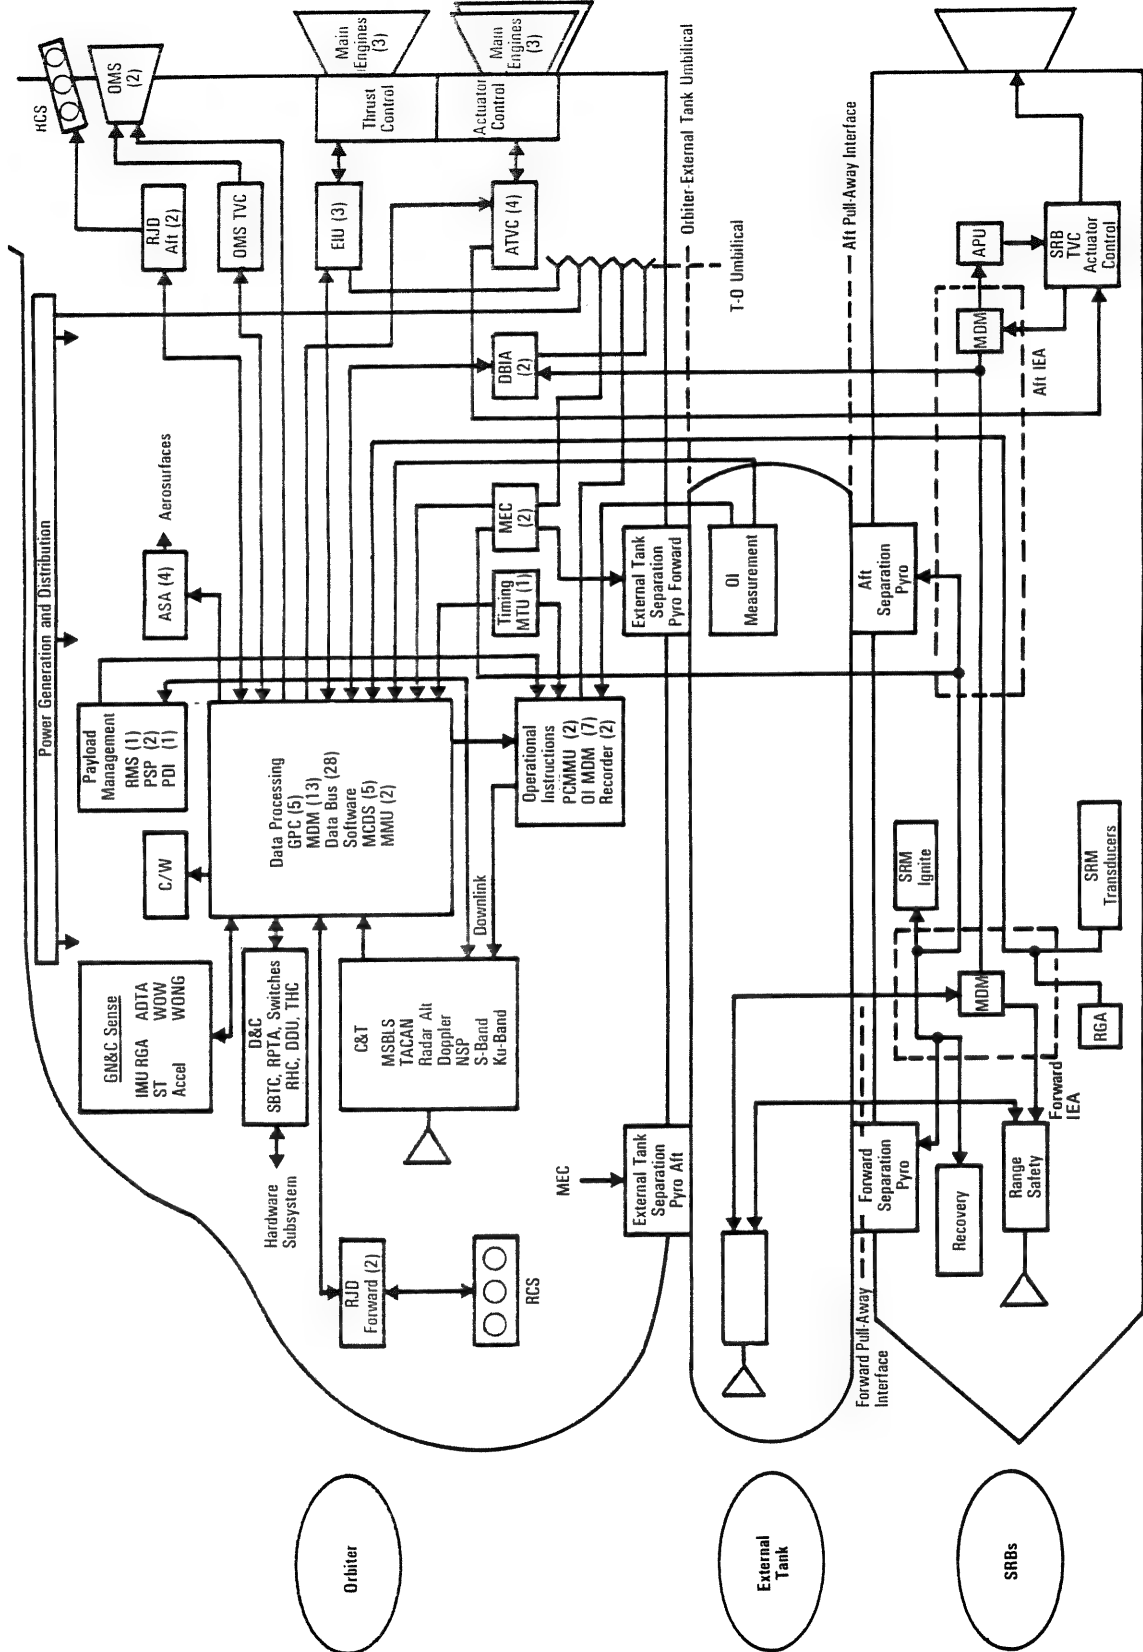 Power Generation and Distribution
GN&C Sense
IMU RGA ADTA
ST WOW
Accel WONG
D&C
SBTC, RPTA, Switches
RHC, DDU, THC
Hardware
Subsystem
C/W
Payload
Management
RMS (1)
PSP (2)
PDI (1)
ASA (4)
Aerosurfaces
RJD
Aft (2)
OMS TVC
RCS
OMS
(2)
Data Processing
GPC (5)
MDM (13)
Data Bus (28)
Software
MCDS (5)
MMU (2)
C&T
MSBLS
TACAN
Radar Alt
Doppler
NSP
S-Band
Ku-Band
Downlink
RJD
Forward (2)
RCS
EIU (3)
Thrust
Control
Main
Engines
(3)
ATVC (4)
Actuator
Control
Main
Engines
(3)
DBIA
(2)
MEC
(2)
Timing
MTU (1)
Operational
Instructions
PCMMU (2)
OI MDM (7)
Recorder (2)
MEC
External Tank
Separation
Pyro Aft
External Tank
Separation
Pyro Forward
OI
Measurement
Orbiter-External Tank Umbilical
T-O Umbilical
Aft Pull-Away Interface
Forward Pull-Away
Interface
Forward
Separation
Pyro
Aft
Separation
Pyro
Recovery
Range
Safety
Forward
IEA
MDM
RGA
SRM
Ignite
SRM
Transducers
Aft IEA
MDM
APU
SRB
TVC
Actuator
Control
Orbiter
External
Tank
SRBs